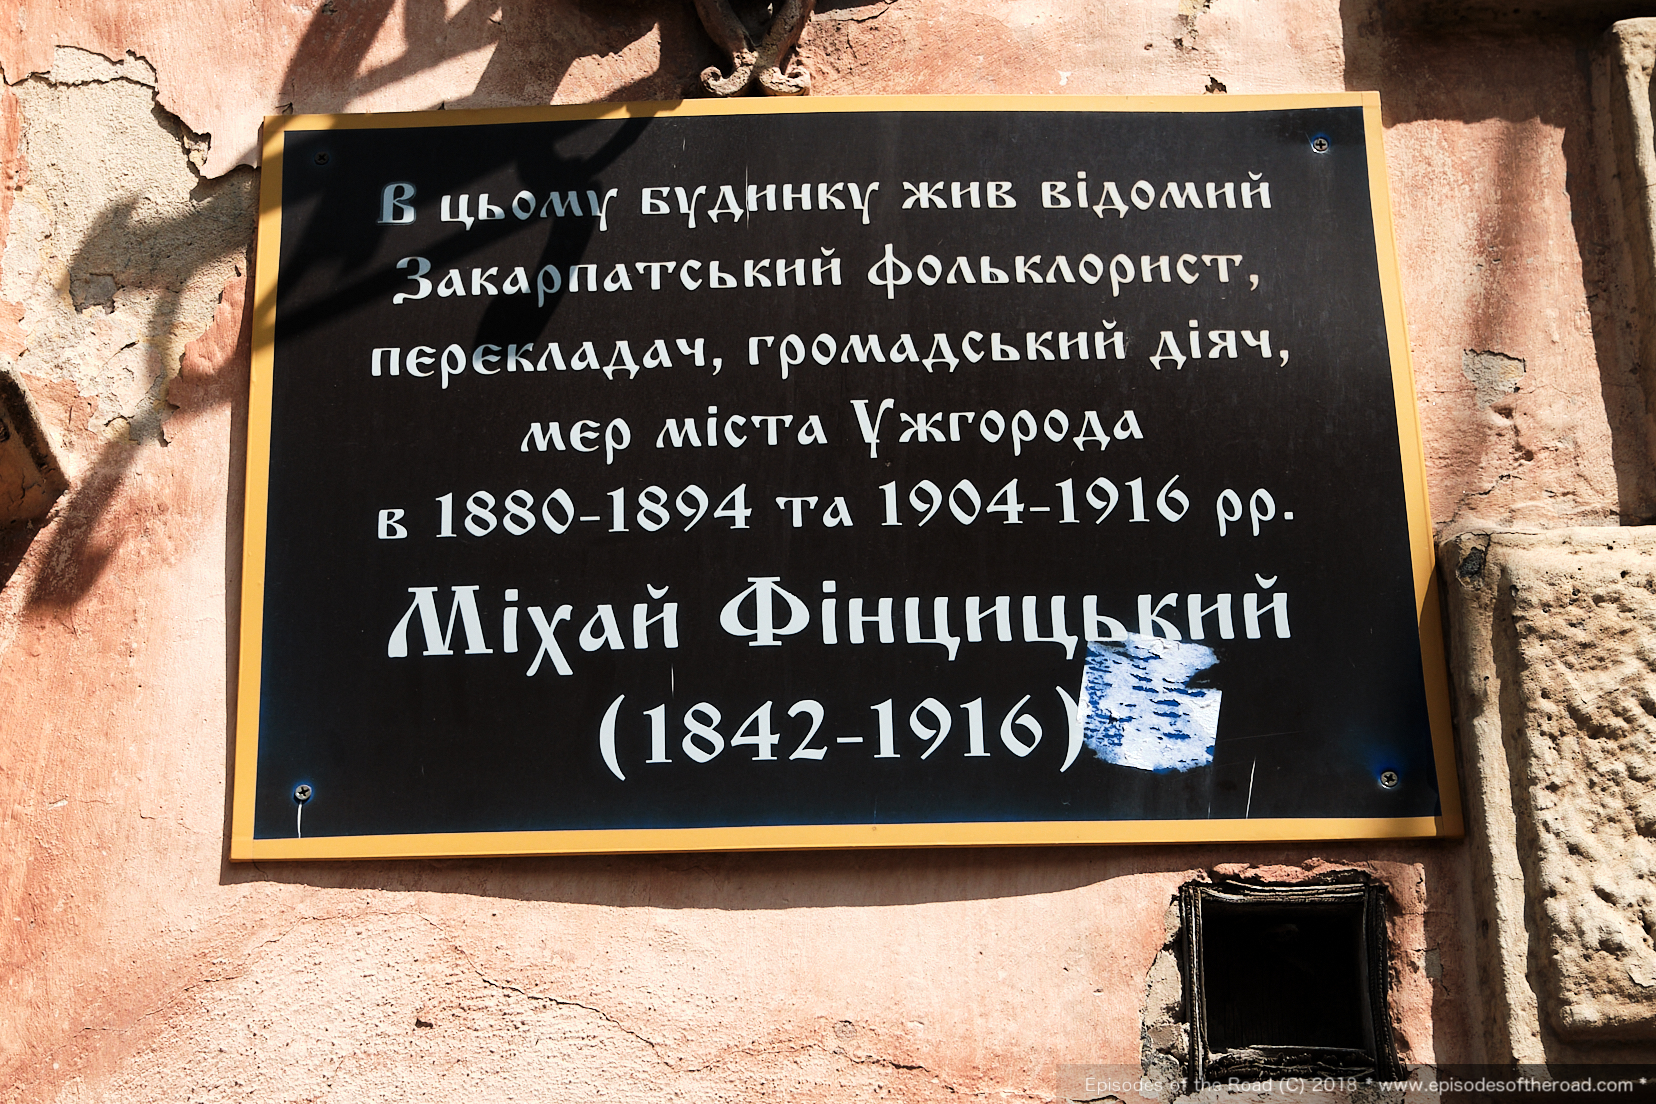 В цьому будинку жив відомий
Закарпатський фольклорист,
перекладач, громадський діяч,
мер міста Ужгорода
в 1880-1894 та 1904-1916 рр.
Міхай Фінцицький
(1842-1916)
Episodes of the Road (C) 2018 * www.episodesoftheroad.com *